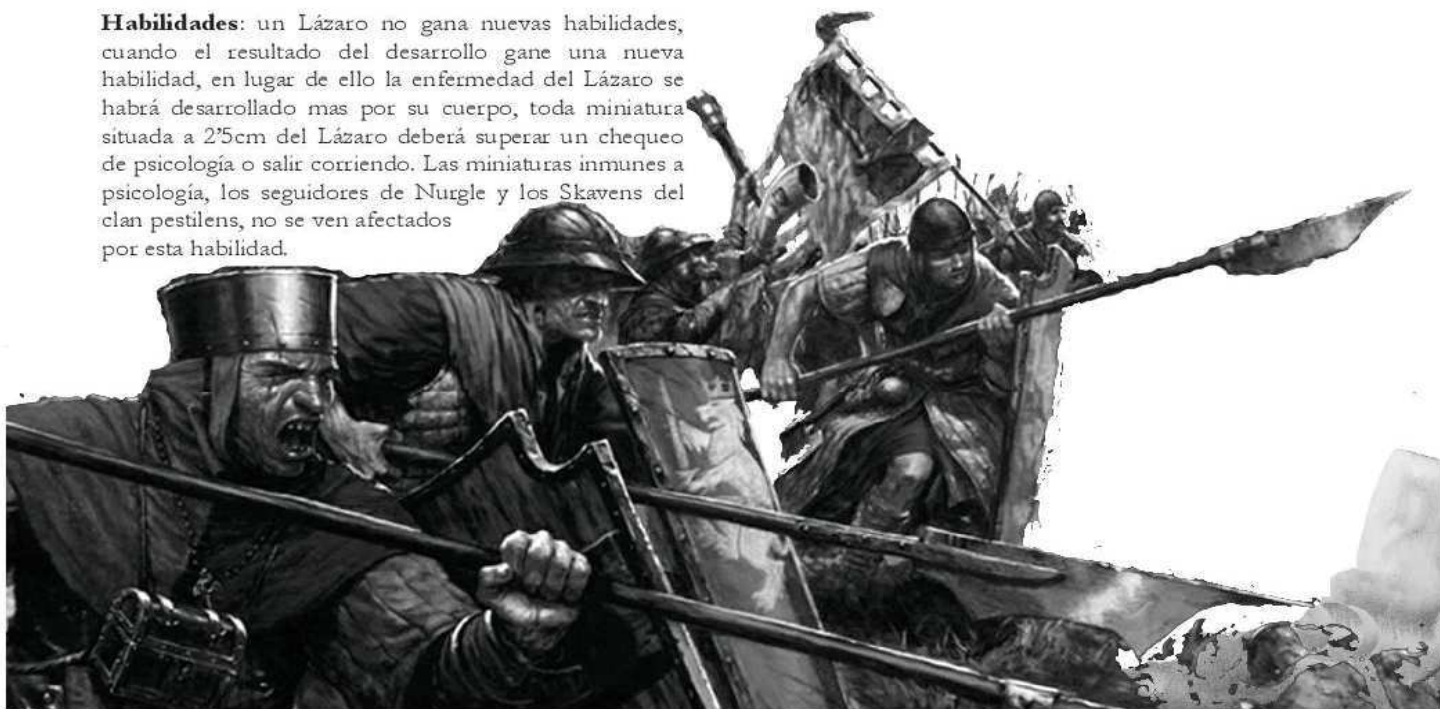 Habilidades: un Lázaro no gana nuevas habilidades,
cuando el resultado del desarrollo gane una nueva
habilidad, en lugar de ello la enfermedad del Lázaro se
habrá desarrollado mas por su cuerpo, toda miniatura
situada a 2'5cm del Lázaro deberá superar un chequeo
de psicología o salir corriendo. Las miniaturas inmunes a
psicología, los seguidores de Nurgle y los Skavens del
clan pestilens, no se ven afectados
por esta habilidad.